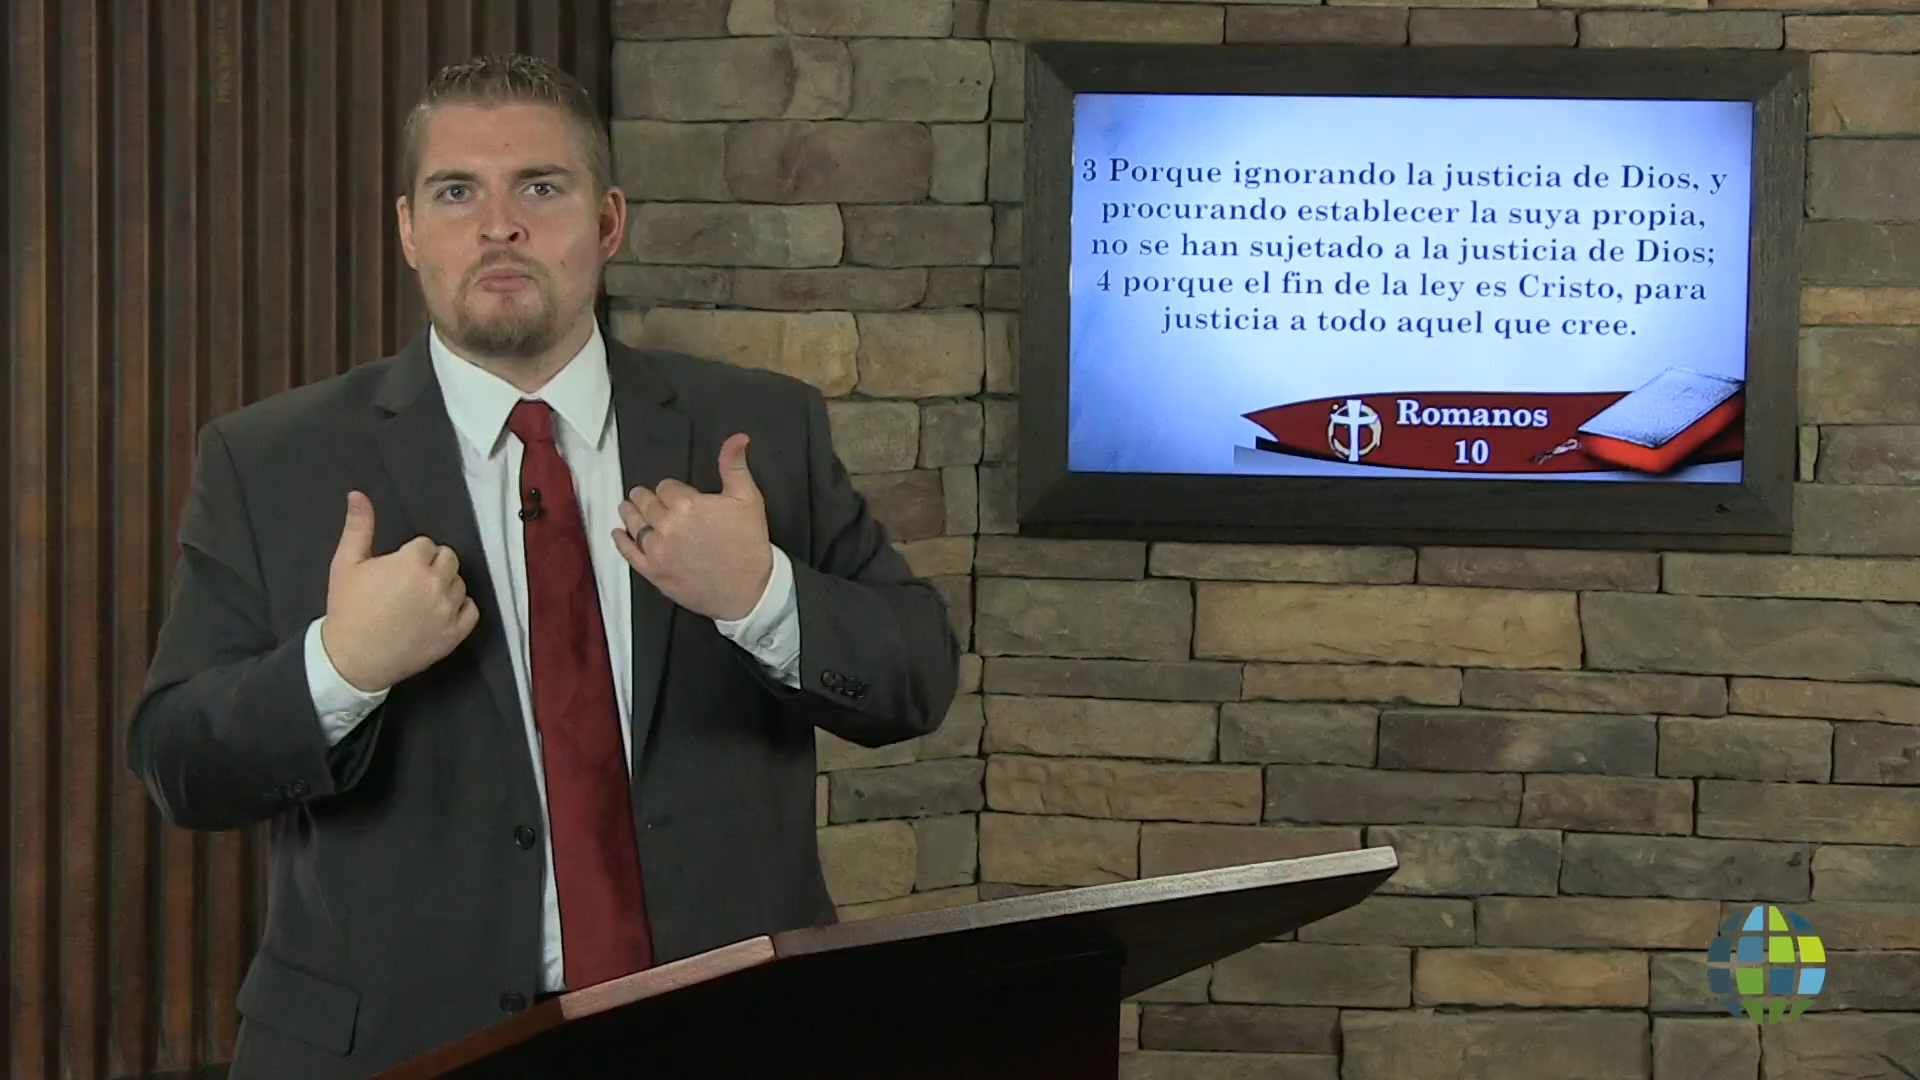 3 Porque ignorando la justicia de Dios, y
procurando establecer la suya propia,
no se han sujetado a la justicia de Dios;
4 porque el fin de la ley es Cristo, para
justicia a todo aquel que cree.
Romanos
10